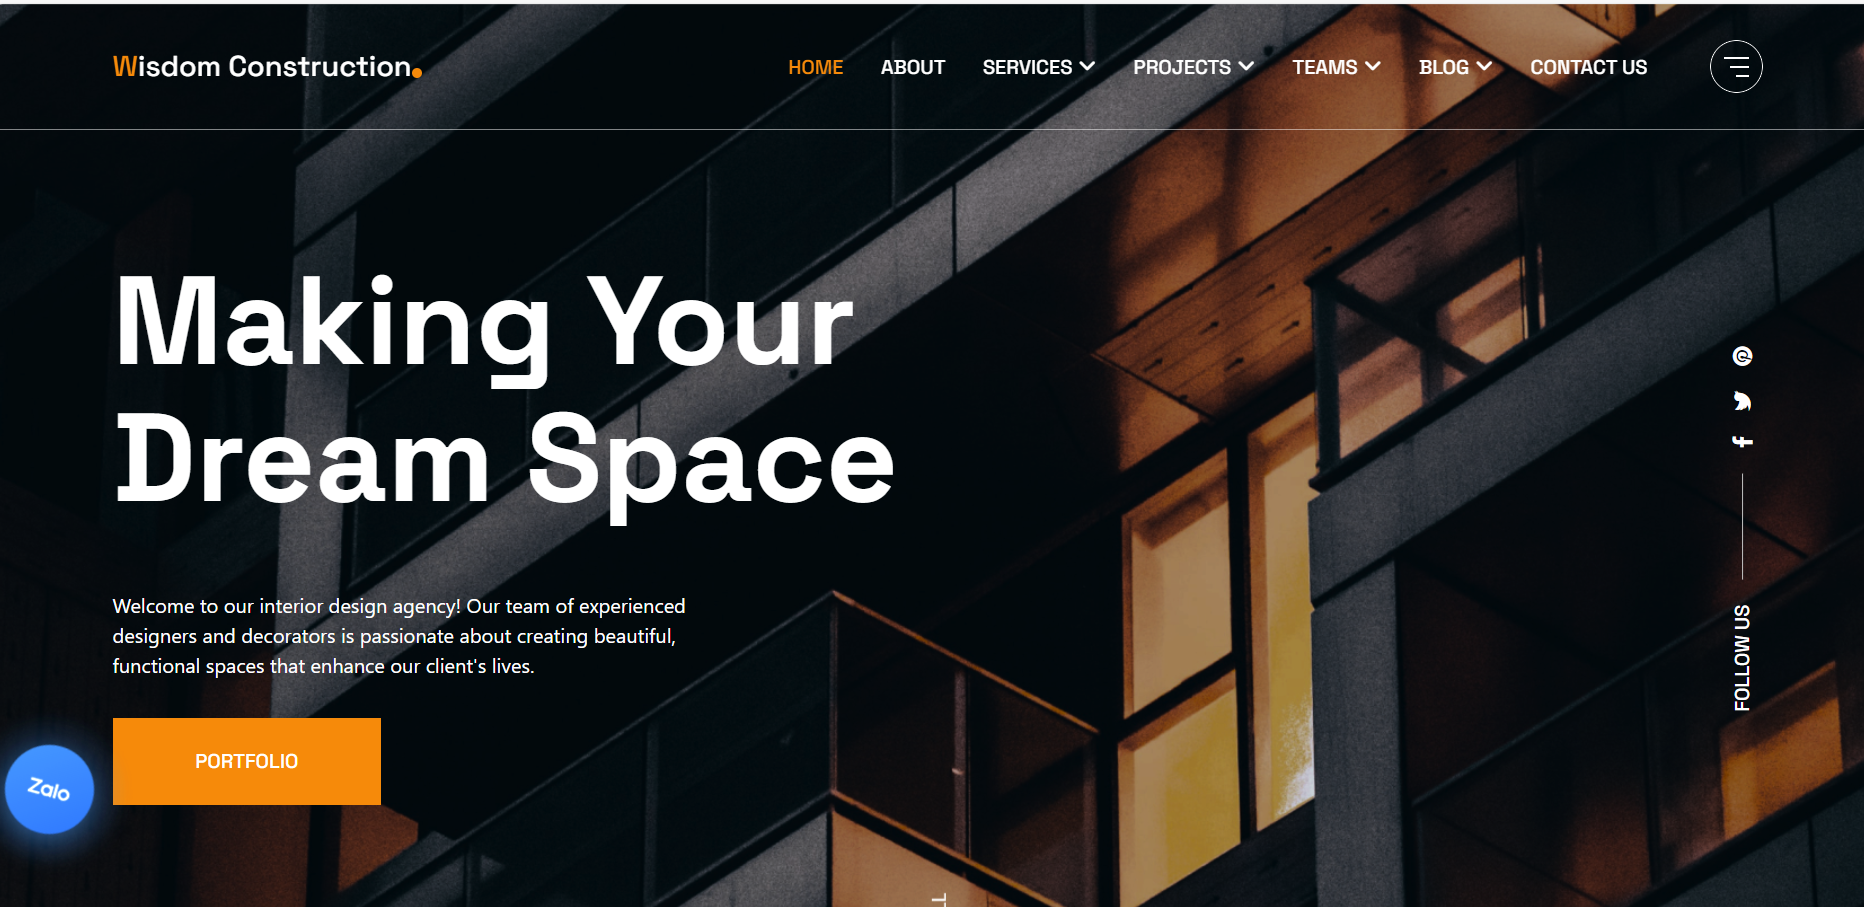 Wisdom Construction.
HOME ABOUT SERVICES PROJECTS TEAMS BLOG CONTACT US
Making Your
Dream Space
Welcome to our interior design agency! Our team of experienced
designers and decorators is passionate about creating beautiful,
functional spaces that enhance our client's lives.
PORTFOLIO
Zalo
FOLLOW US